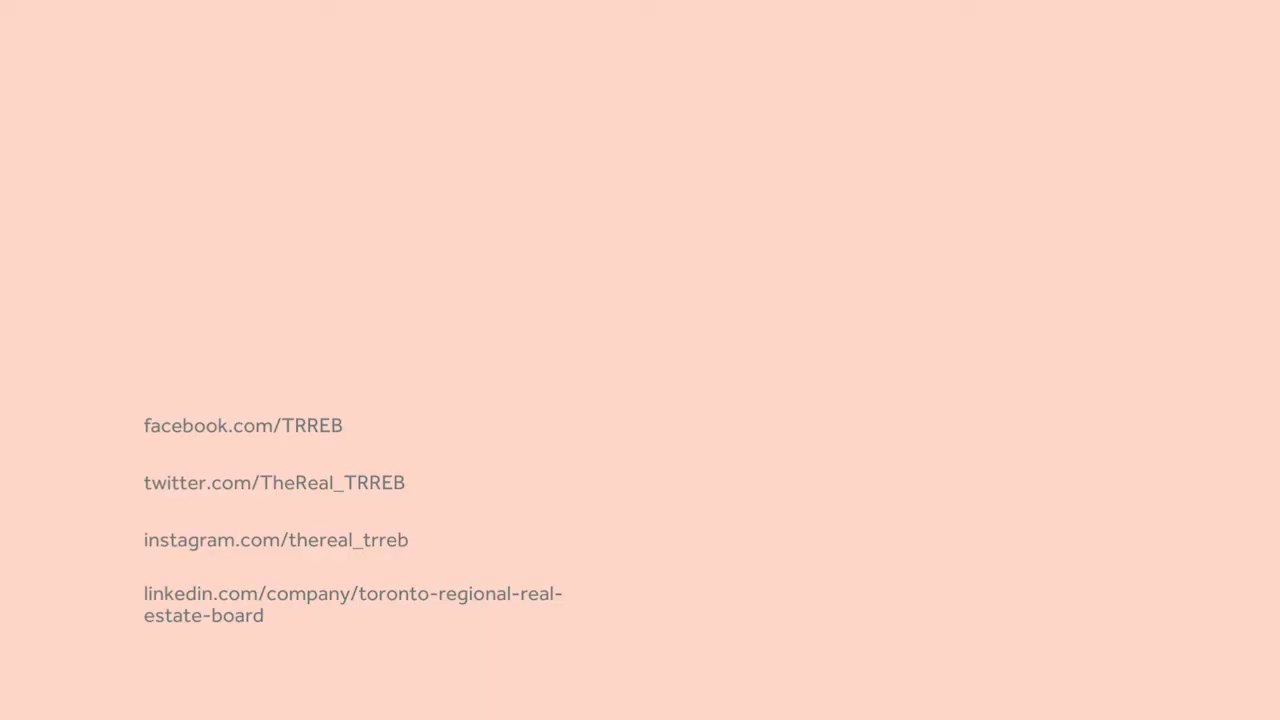 facebook.com/TRREB
twitter.com/TheReal_TRREB
instagram.com/thereal_trreb
linkedin.com/company/toronto-regional-real-
estate-board